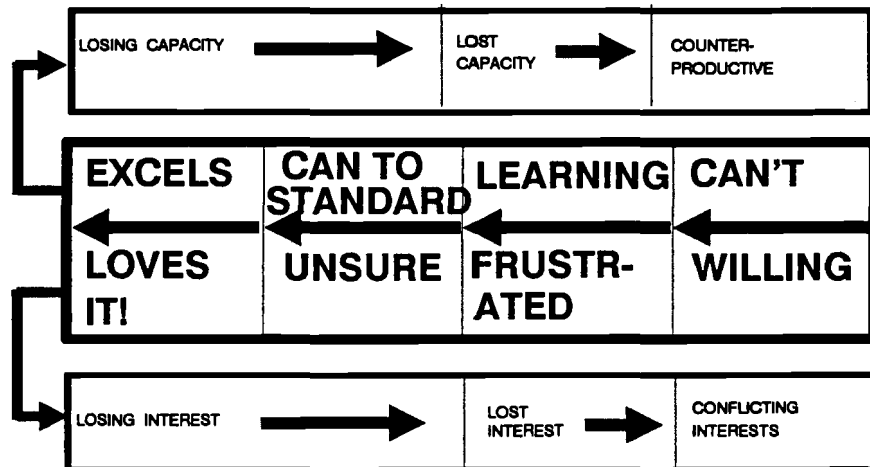 LOSING CAPACITY
LOST
CAPACITY
COUNTER-
PRODUCTIVE
EXCELS
CAN TO
STANDARD
LEARNING
CAN'T
LOVES
IT!
UNSURE
FRUSTR-
ATED
WILLING
LOSING INTEREST
LOST
INTEREST
CONFLICTING
INTERESTS